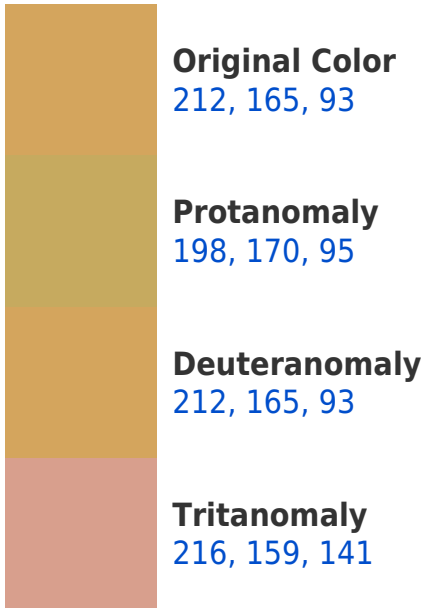 Original Color
212, 165, 93
Protanomaly
198, 170, 95
Deuteranomaly
212, 165, 93
Tritanomaly
216, 159, 141